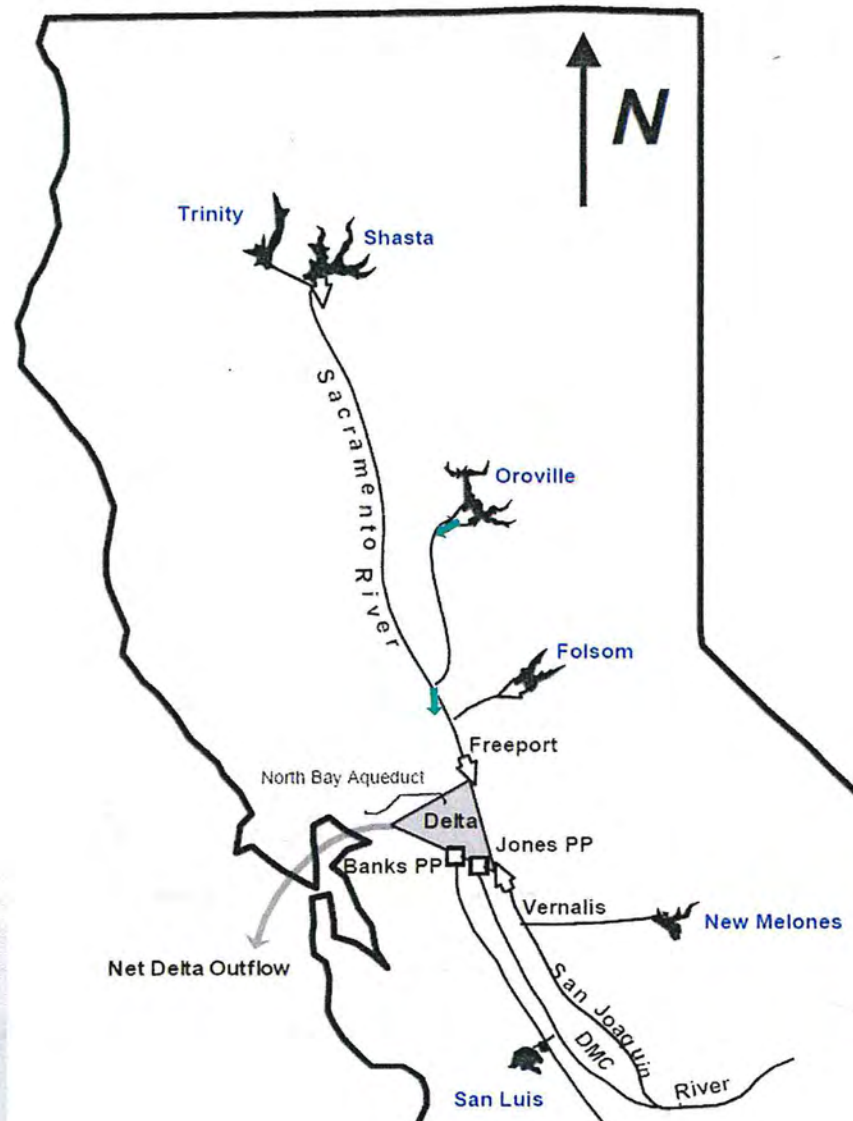 N
Trinity
Shasta
Sacramento River
Oroville
Folsom
Freeport
North Bay Aqueduct
Delta
Jones PP
Banks PP
Vernalis
New Melones
Net Delta Outflow
San Joaquin
DMC
River
San Luis